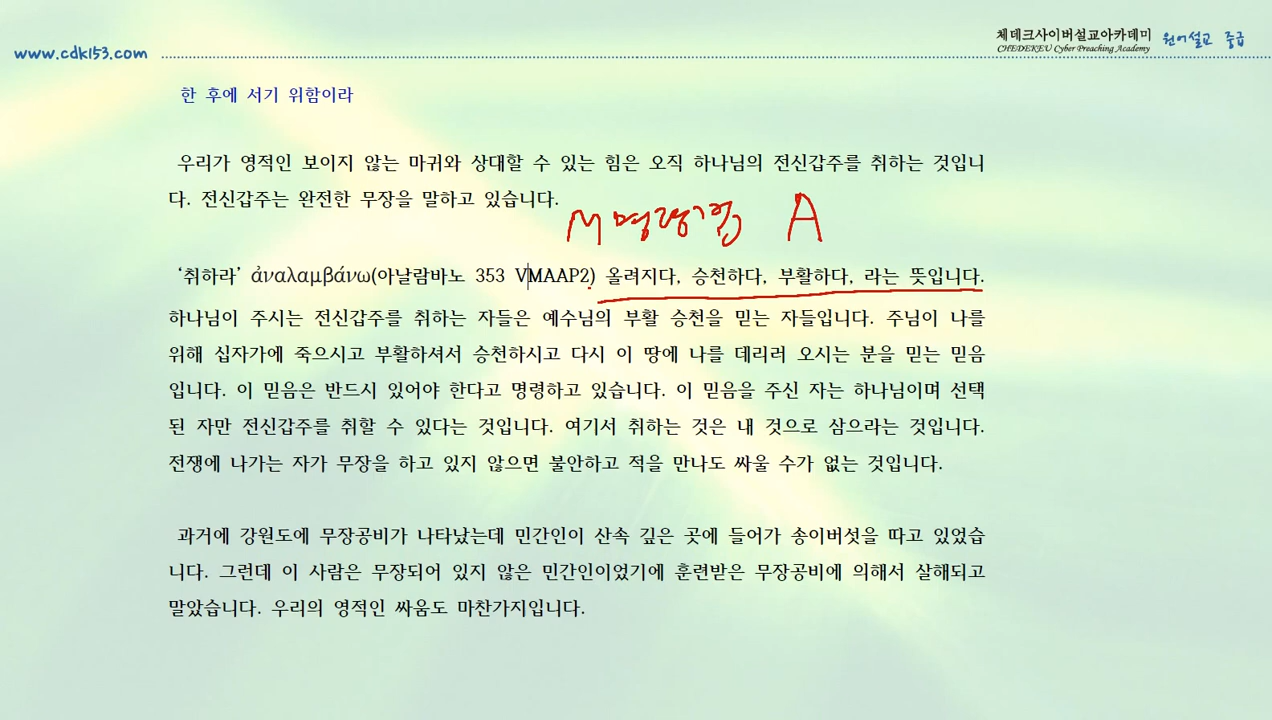 www.cdk153.com
체데크사이버설교아카데미 원어설교 중급
CHEDEKEU Cyber Preaching Academy
한 후에 서기 위함이라
우리가 영적인 보이지 않는 마귀와 상대할 수 있는 힘은 오직 하나님의 전신갑주를 취하는 것입니
다. 전신갑주는 완전한 무장을 말하고 있습니다.
M 명령형 A
‘취하라’ ἀναλαμβάνω(아날람바노 353 VMAAP2) 올려지다, 승천하다, 부활하다, 라는 뜻입니다.
하나님이 주시는 전신갑주를 취하는 자들은 예수님의 부활 승천을 믿는 자들입니다. 주님이 나를
위해 십자가에 죽으시고 부활하셔서 승천하시고 다시 이 땅에 나를 데리러 오시는 분을 믿는 믿음
입니다. 이 믿음은 반드시 있어야 한다고 명령하고 있습니다. 이 믿음을 주신 자는 하나님이며 선택
된 자만 전신갑주를 취할 수 있다는 것입니다. 여기서 취하는 것은 내 것으로 삼으라는 것입니다.
전쟁에 나가는 자가 무장을 하고 있지 않으면 불안하고 적을 만나도 싸울 수가 없는 것입니다.
과거에 강원도에 무장공비가 나타났는데 민간인이 산속 깊은 곳에 들어가 송이버섯을 따고 있었습
니다. 그런데 이 사람은 무장되어 있지 않은 민간인이었기에 훈련받은 무장공비에 의해서 살해되고
말았습니다. 우리의 영적인 싸움도 마찬가지입니다.